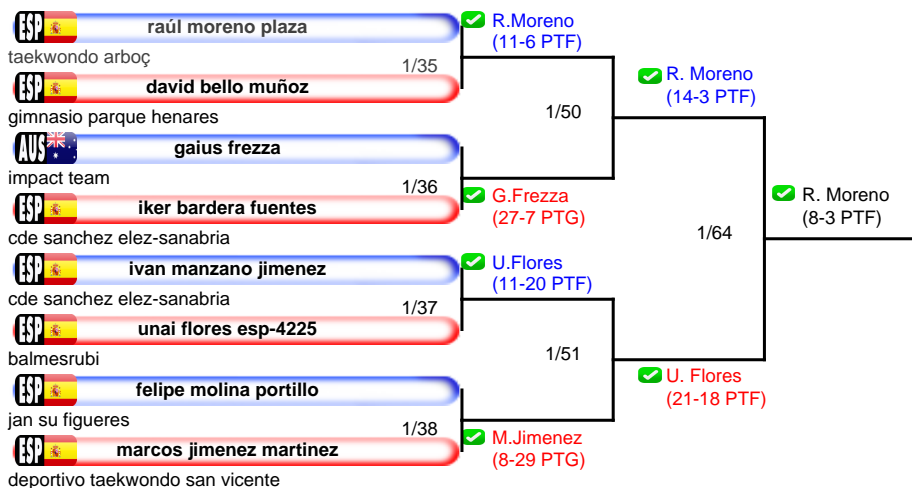 ESP raúl moreno plaza
taekwondo arboç
1/35
ESP david bello muñoz
gimnasio parque henares
AUS gaius frezza
impact team
1/36
ESP iker bardera fuentes
cde sanchez elez-sanabria
ESP ivan manzano jimenez
cde sanchez elez-sanabria
1/37
ESP unai flores esp-4225
balmesrubi
ESP felipe molina portillo
jan su figueres
1/38
ESP marcos jimenez martinez
deportivo taekwondo san vicente
R.Moreno
(11-6 PTF)
1/50
G.Frezza
(27-7 PTG)
U.Flores
(11-20 PTF)
1/51
M.Jimenez
(8-29 PTG)
R. Moreno
(14-3 PTF)
1/64
U. Flores
(21-18 PTF)
R. Moreno
(8-3 PTF)